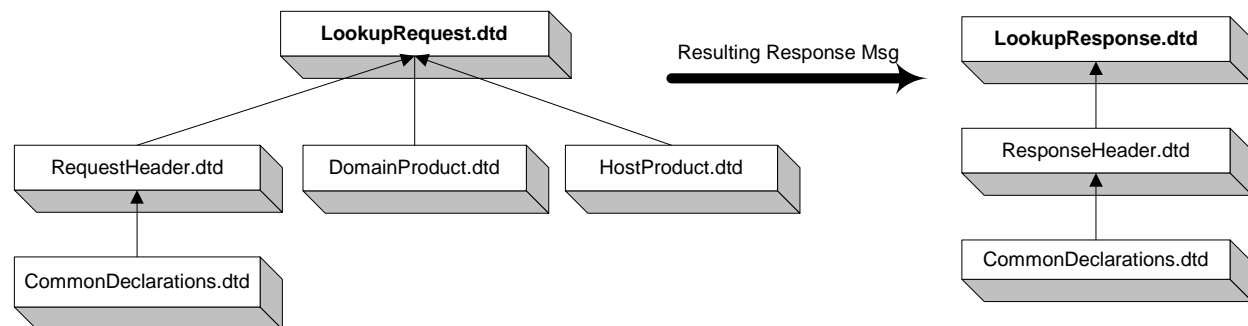 LookupRequest.dtd
Resulting Response Msg
LookupResponse.dtd
RequestHeader.dtd
DomainProduct.dtd
HostProduct.dtd
ResponseHeader.dtd
CommonDeclarations.dtd
CommonDeclarations.dtd